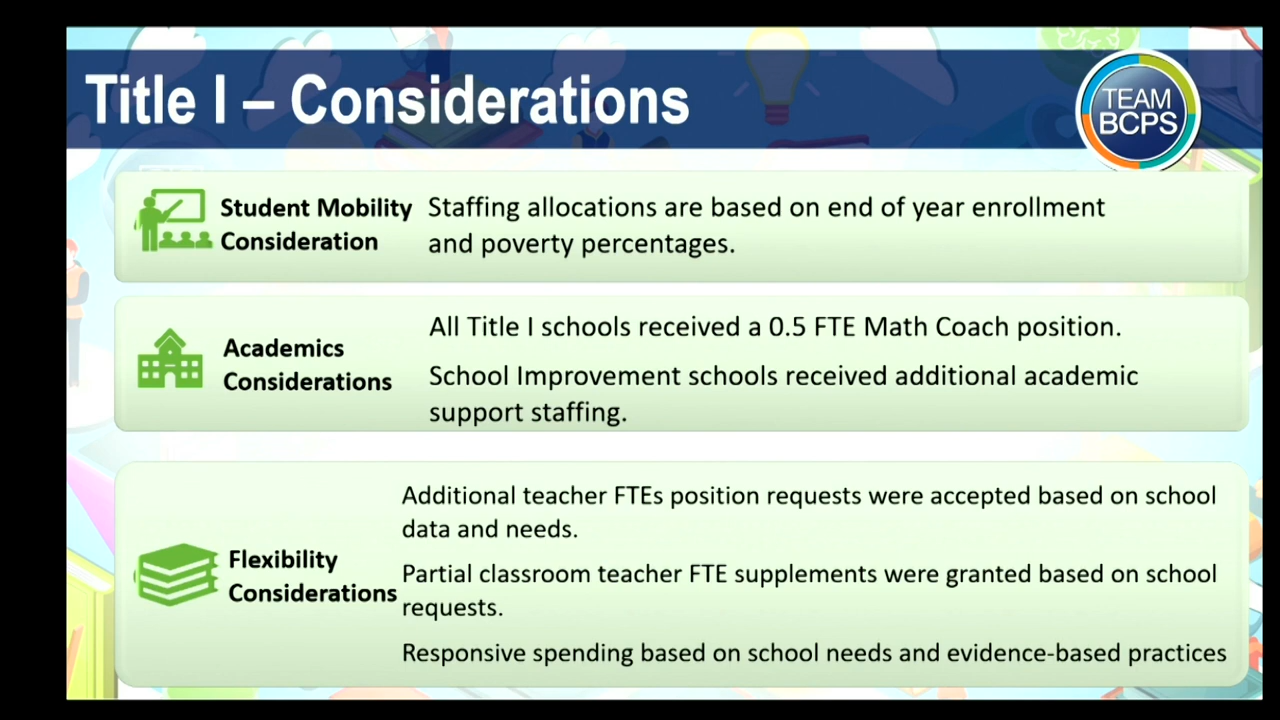 Title I – Considerations
TEAM
BCPS
Student Mobility
Consideration
Staffing allocations are based on end of year enrollment
and poverty percentages.
Academics
Considerations
All Title I schools received a 0.5 FTE Math Coach position.
School Improvement schools received additional academic
support staffing.
Flexibility
Considerations
Additional teacher FTEs position requests were accepted based on school
data and needs.
Partial classroom teacher FTE supplements were granted based on school
requests.
Responsive spending based on school needs and evidence-based practices